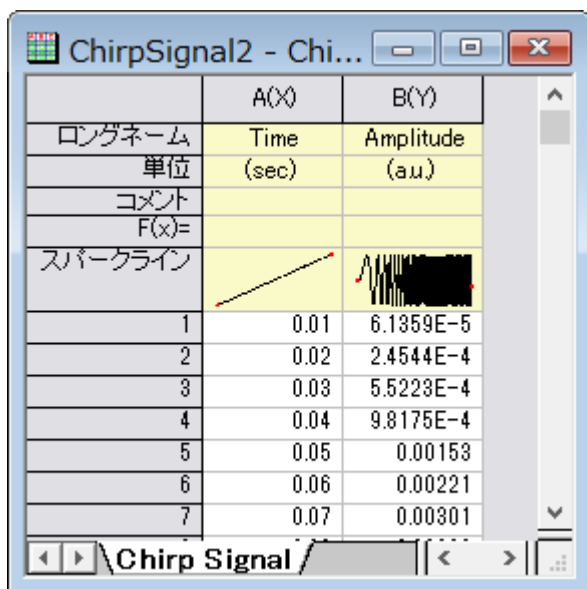 ChirpSignal2 - Chi...
A(X) B(Y)
ロングネーム Time Amplitude
単位 (sec) (a.u.)
コメント
F(x)=
スパークライン
1 0.01 6.1359E-5
2 0.02 2.4544E-4
3 0.03 5.5223E-4
4 0.04 9.8175E-4
5 0.05 0.00153
6 0.06 0.00221
7 0.07 0.00301
Chirp Signal